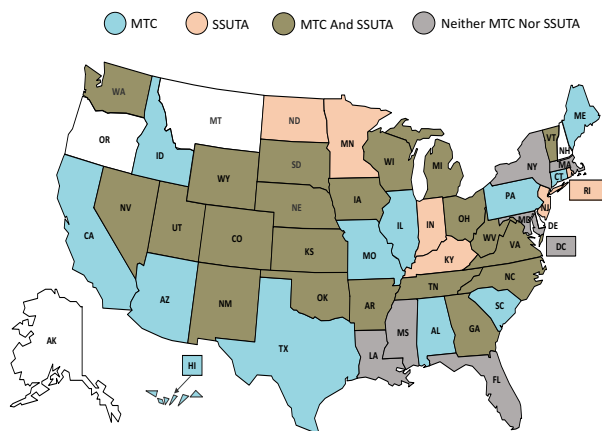 MTC SSUTA MTC And SSUTA Neither MTC Nor SSUTA
WA
MT
ND
MN
ME
OR
ID
SD
WI
MI
NY
VT
NH
MA
CT
RI
WY
NE
IA
PA
NJ
NV
UT
CO
KS
MO
IL
IN
OH
WV
VA
MD
DE
DC
KY
CA
AZ
NM
OK
AR
TN
NC
SC
TX
LA
MS
AL
GA
FL
AK
HI